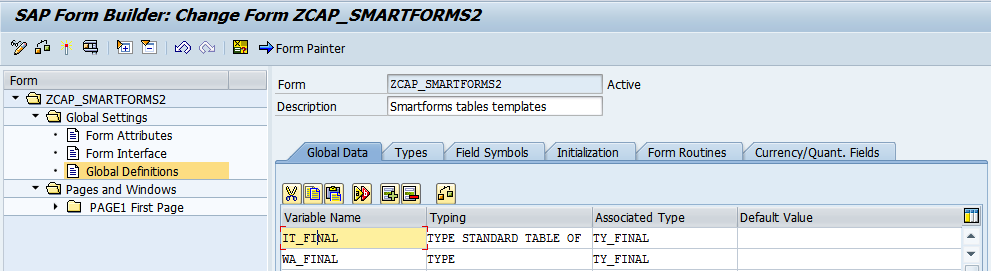 SAP Form Builder: Change Form ZCAP_SMARTFORMS2
Form Painter
Form
ZCAP_SMARTFORMS2
Global Settings
Form Attributes
Form Interface
Global Definitions
Pages and Windows
PAGE1 First Page
Form ZCAP_SMARTFORMS2 Active
Description Smartforms tables templates
Global Data Types Field Symbols Initialization Form Routines Currency/Quant. Fields
Variable Name Typing Associated Type Default Value
IT_FINAL TYPE STANDARD TABLE OF TY_FINAL
WA_FINAL TYPE TY_FINAL